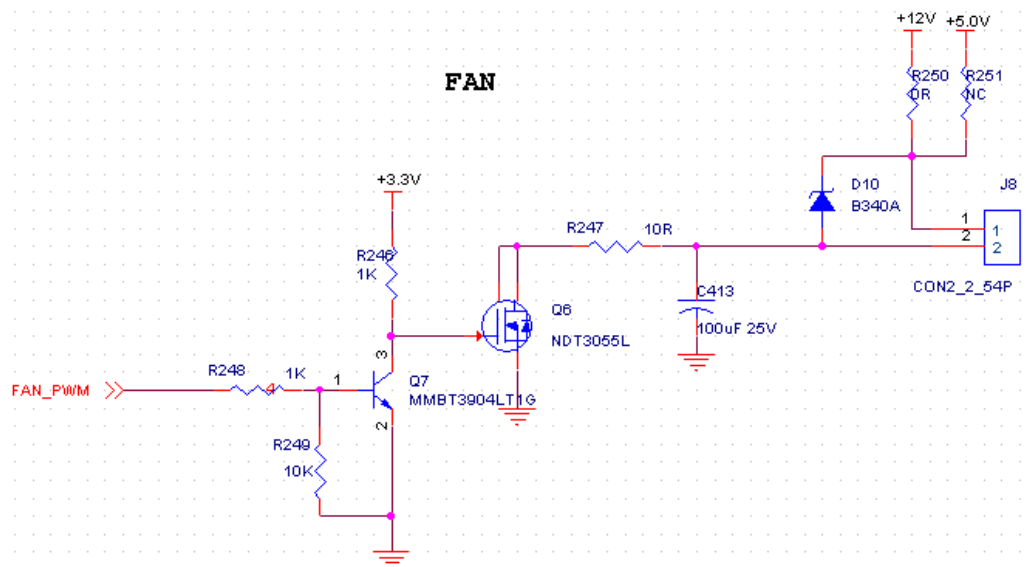 +12V
+5.0V
R250
0R
R251
NC
FAN
+3.3V
D10
B340A
J8
R246
1K
R247
10R
1
2
1
2
CON2_2_54P
C413
100uF 25V
Q6
NDT3055L
3
R248
1K
4
1
Q7
MMBT3904LT1G
FAN_PWM
2
R249
10K